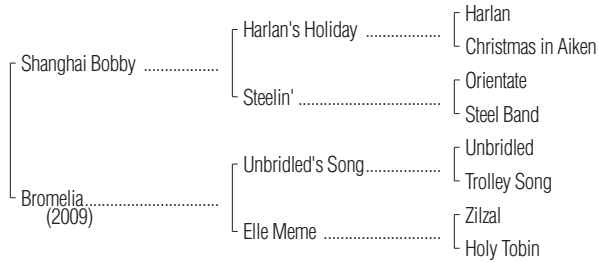 Harlan
Harlan's Holiday ..................
Christmas in Aiken
Shanghai Bobby ..................
Orientate
Steelin' ..................................
Steel Band
Unbridled
Unbridled's Song..................
Trolley Song
Bromelia................................
(2009)
Zilzal
Elle Meme ............................
Holy Tobin